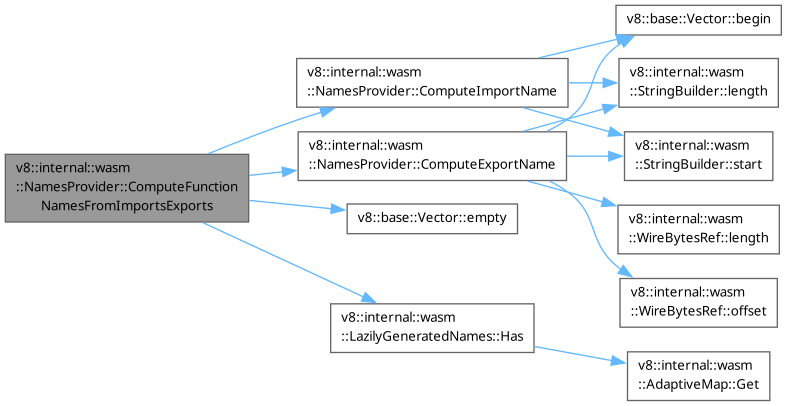 v8::internal::wasm
::NamesProvider::ComputeFunction
NamesFromImportsExports
v8::internal::wasm
::NamesProvider::ComputeImportName
v8::internal::wasm
::NamesProvider::ComputeExportName
v8::base::Vector::empty
v8::internal::wasm
::LazilyGeneratedNames::Has
v8::base::Vector::begin
v8::internal::wasm
::StringBuilder::length
v8::internal::wasm
::StringBuilder::start
v8::internal::wasm
::WireBytesRef::length
v8::internal::wasm
::WireBytesRef::offset
v8::internal::wasm
::AdaptiveMap::Get